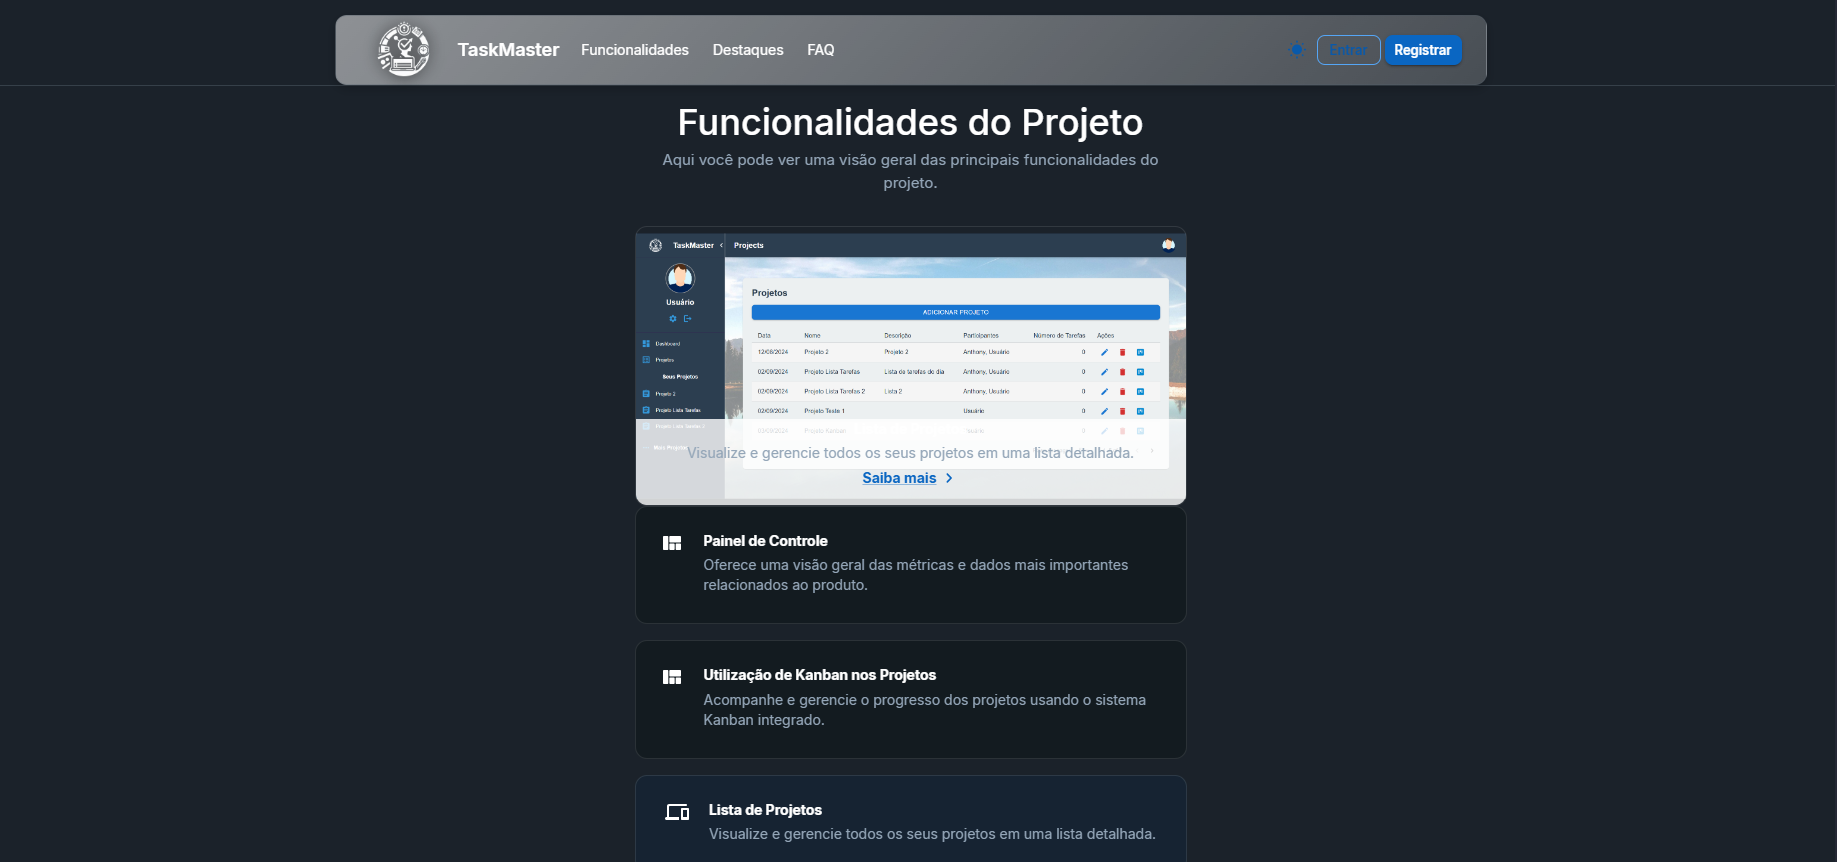 TaskMaster Funcionalidades Destaques FAQ Entrar Registrar
Funcionalidades do Projeto
Aqui você pode ver uma visão geral das principais funcionalidades do
projeto.
TaskMaster Projects
Usuário
Dashboard
Projetos
Seus Projetos
Projeto 2
Projeto Lista Tarefas
Projeto Lista Tarefas 2
Mais Projetos
Projetos
ADICIONAR PROJETO
Data Nome Descrição Participantes Número de Tarefas Ações
12/08/2024 Projeto 2 Projeto 2 Anthony, Usuário 0
02/09/2024 Projeto Lista Tarefas Lista de tarefas do dia Anthony, Usuário 0
02/09/2024 Projeto Lista Tarefas 2 Lista 2 Anthony, Usuário 0
02/09/2024 Projeto Teste 1 Usuário 0
Projeto Kanban Usuário 0
Visualize e gerencie todos os seus projetos em uma lista detalhada.
Saiba mais
Painel de Controle
Oferece uma visão geral das métricas e dados mais importantes
relacionados ao produto.
Utilização de Kanban nos Projetos
Acompanhe e gerencie o progresso dos projetos usando o sistema
Kanban integrado.
Lista de Projetos
Visualize e gerencie todos os seus projetos em uma lista detalhada.